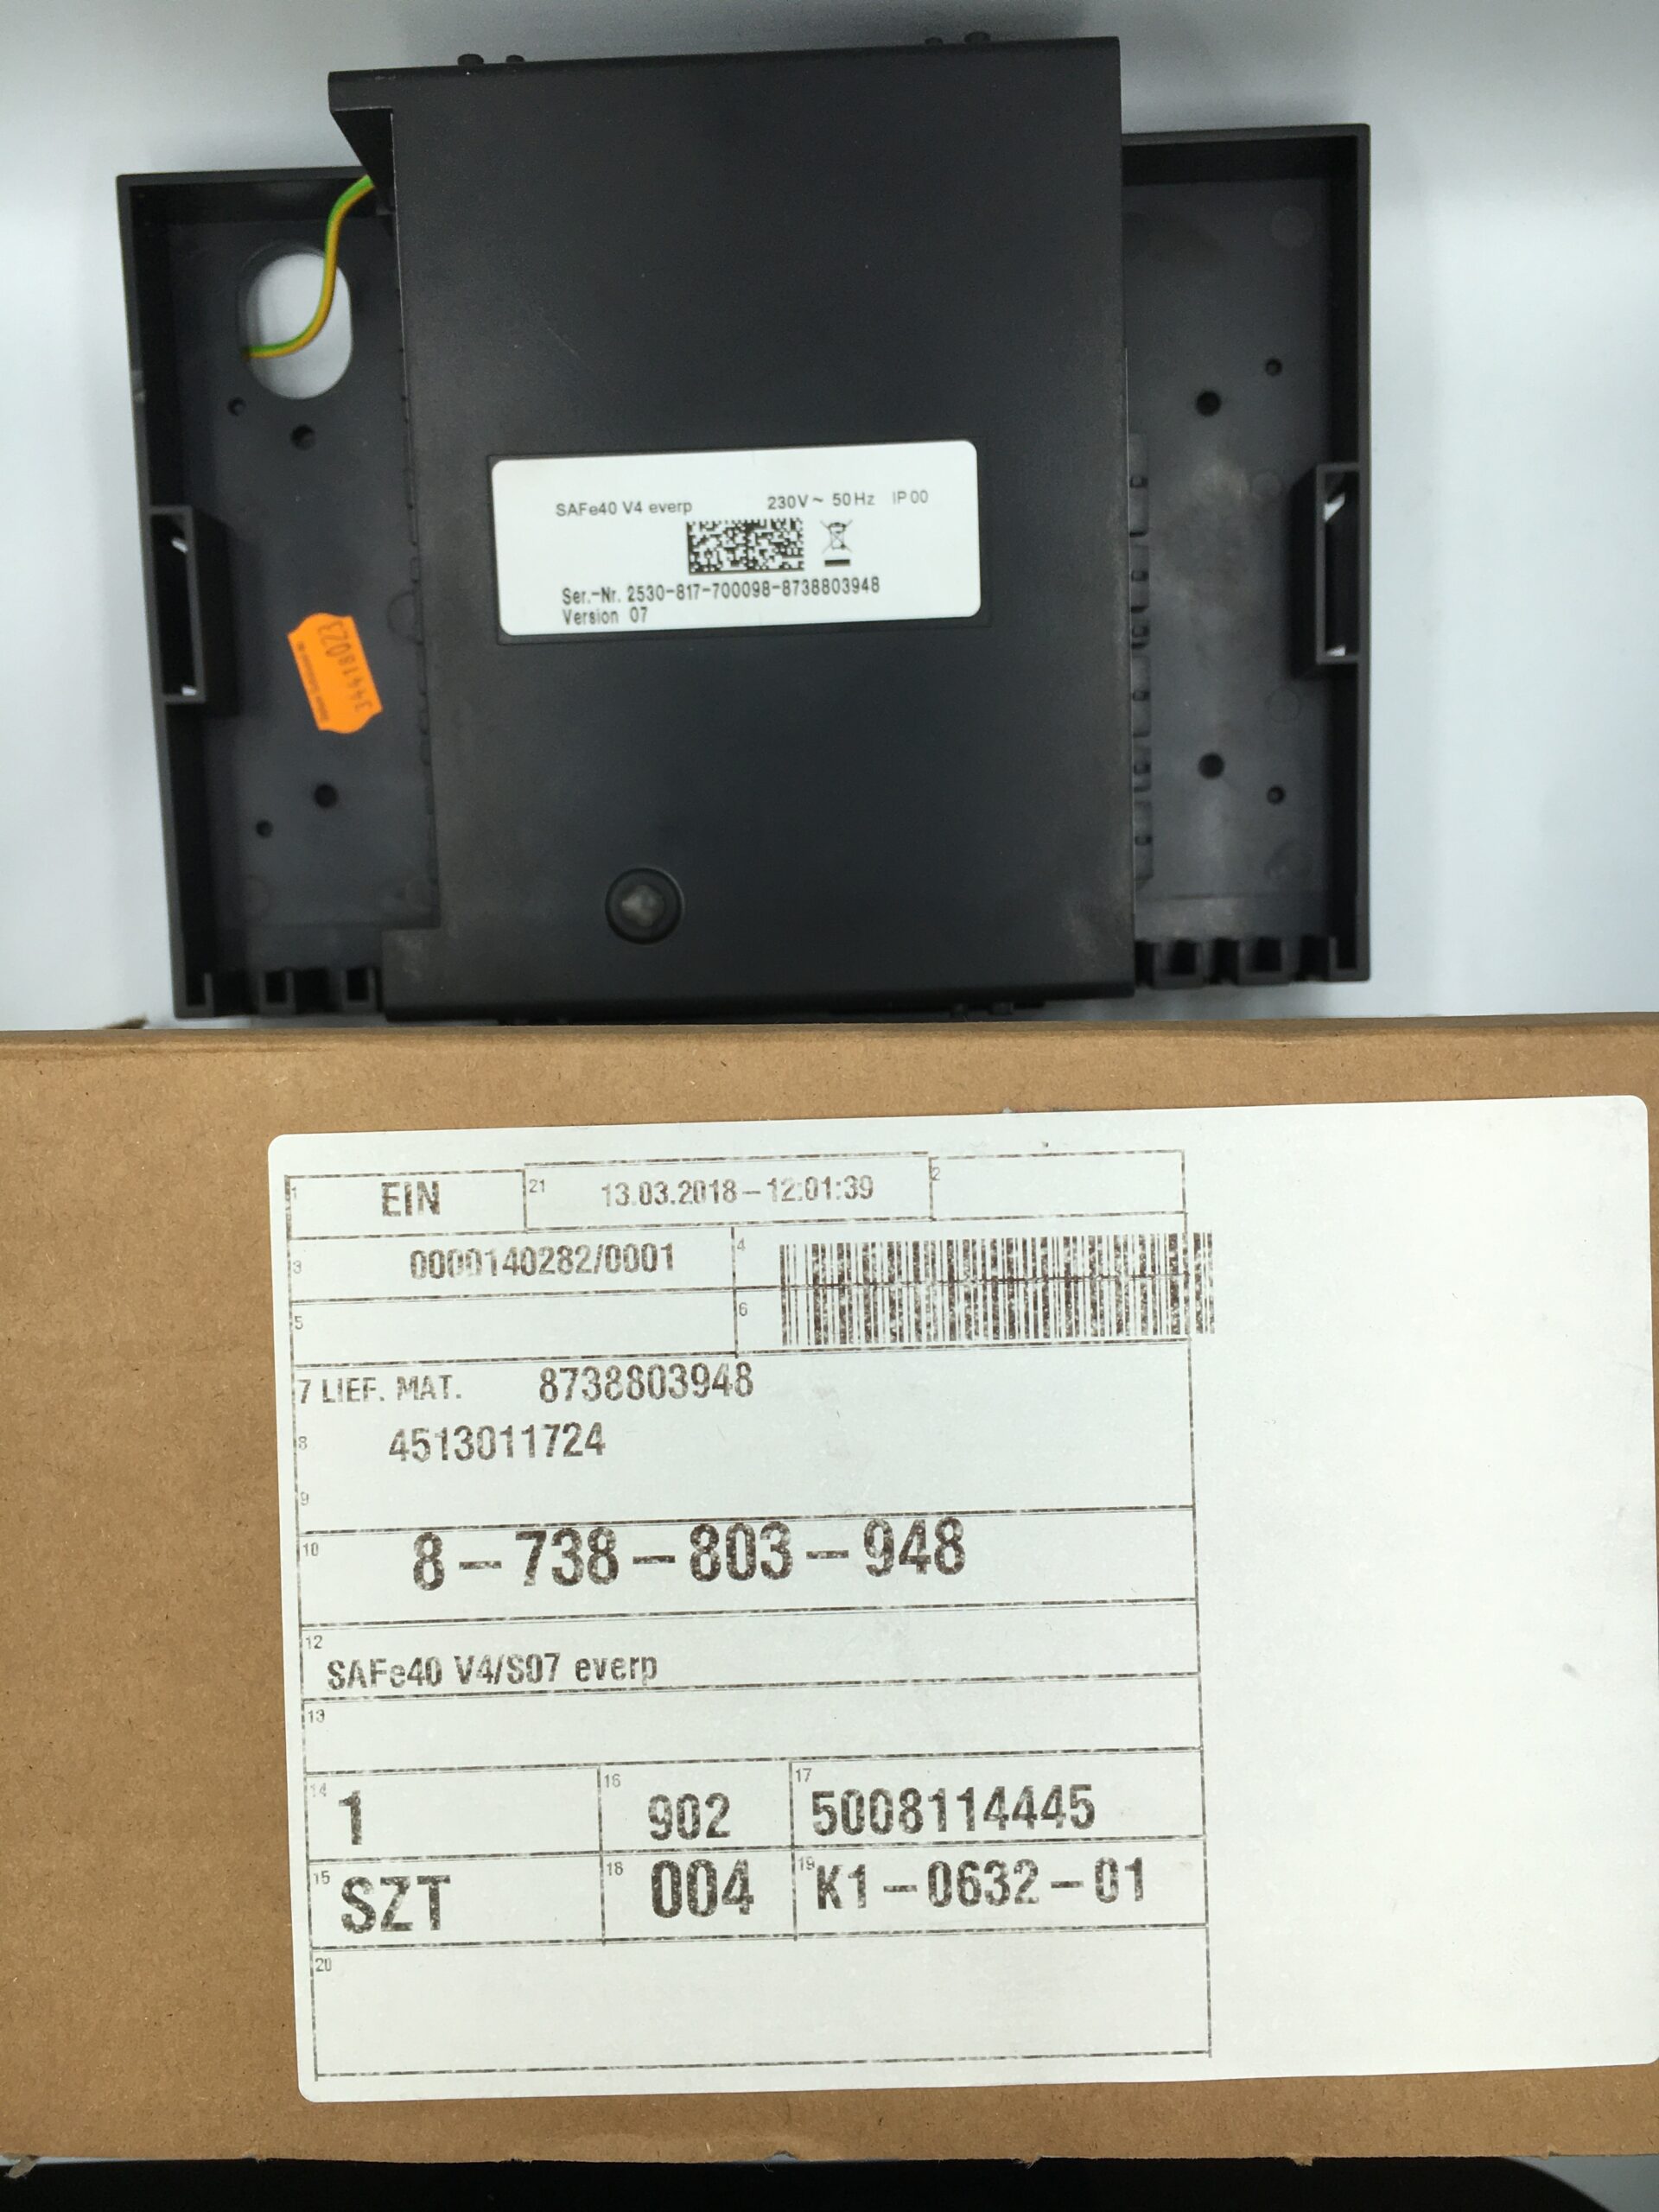 SAFe40 V4 everp 230V ~ 50Hz IP00
Ser.-Nr. 2530-817-700098-8738803948
Version 07
34418023
1 EIN 21 13.03.2018-12:01:39 2
3 0000140282/0001 4
5 6
7 LIEF. MAT. 8738803948
8 4513011724
9
10 8-738-803-948
12
SAFe40 V4/S07 everp
13
14 1 16 902 17 5008114445
15 SZT 18 004 19 K1-0632-01
20